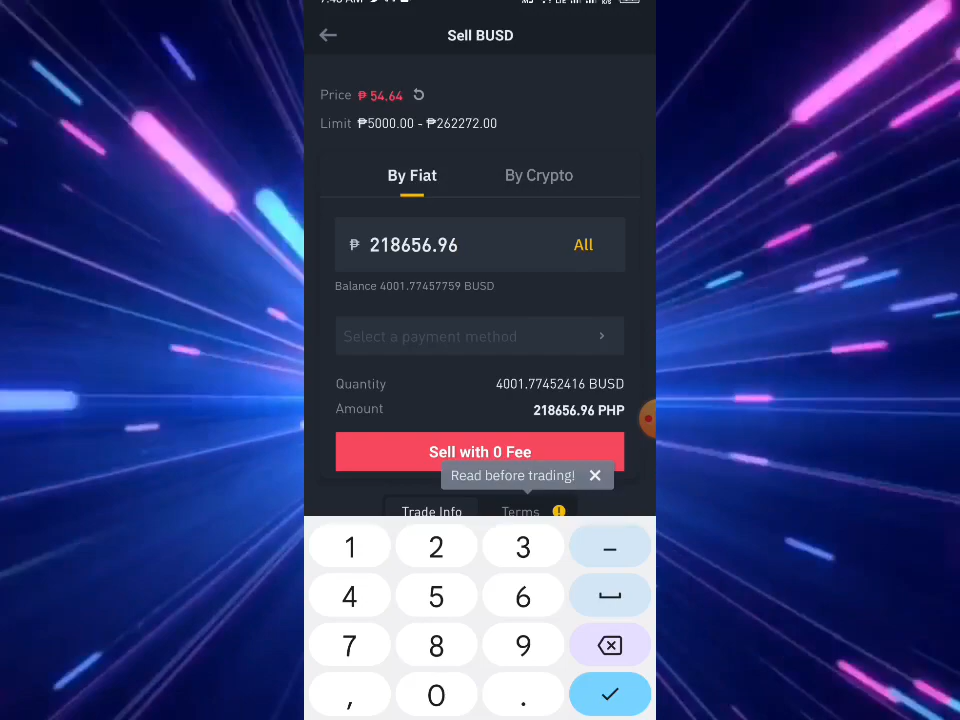 Sell BUSD
Price ₱ 54.64
Limit ₱5000.00 - ₱262272.00
By Fiat By Crypto
₱ 218656.96 All
Balance 4001.77457759 BUSD
Select a payment method
Quantity 4001.77452416 BUSD
Amount 218656.96 PHP
Sell with 0 Fee
Read before trading!
Trade Info Terms
1 2 3 –
4 5 6
7 8 9
, 0 .